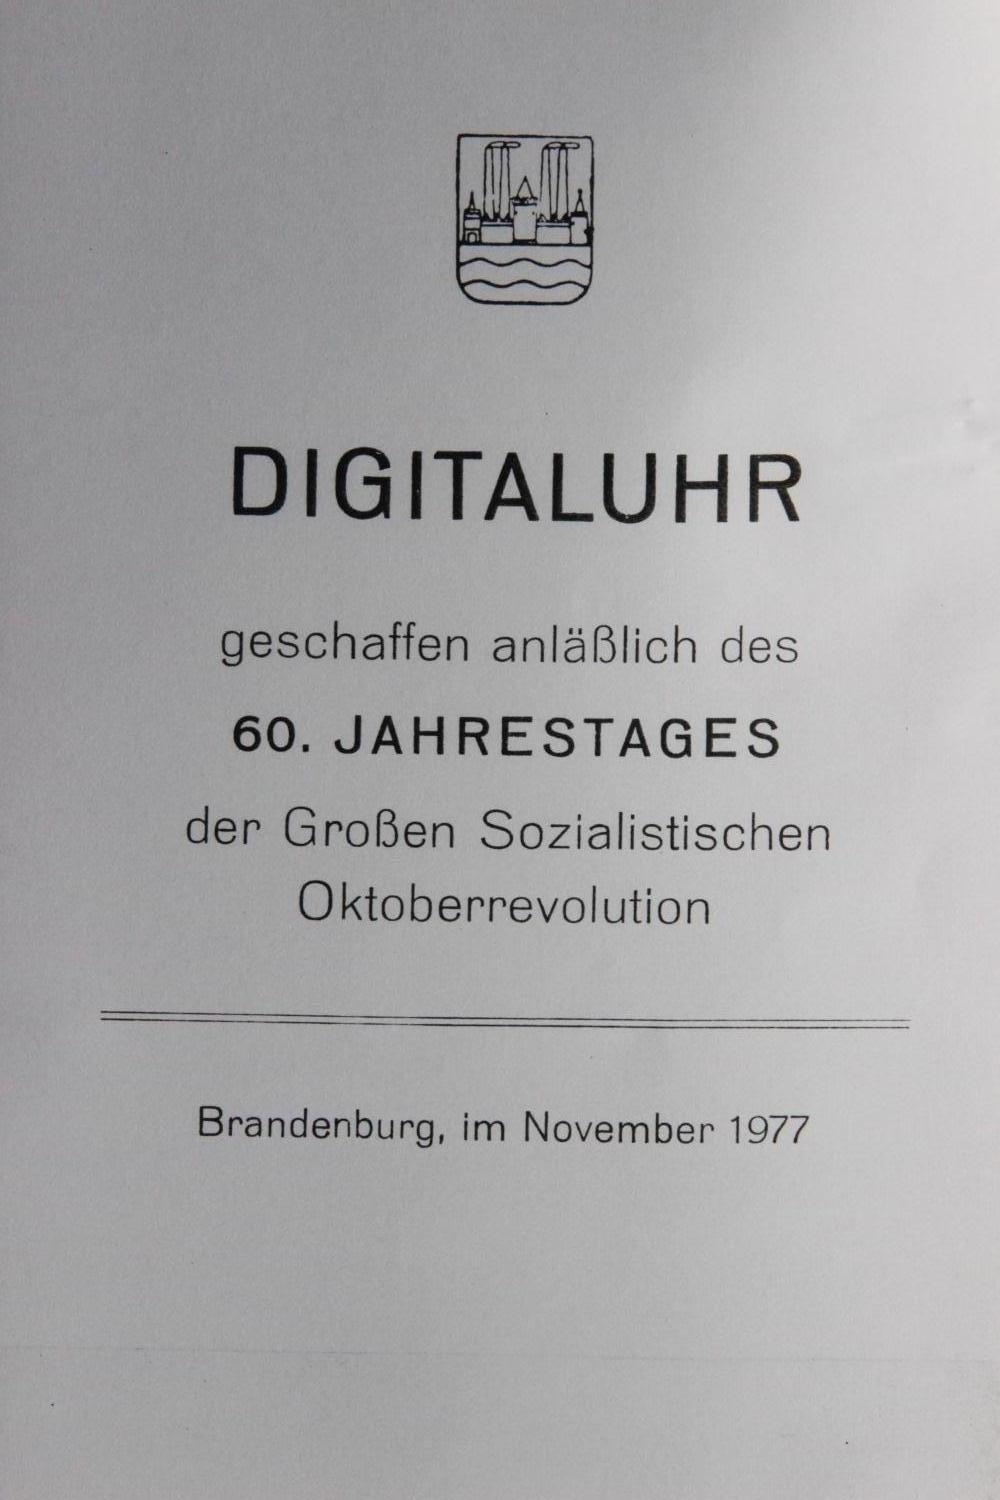 DIGITALUHR
geschaffen anläßlich des
60. JAHRESTAGES
der Großen Sozialistischen
Oktoberrevolution
Brandenburg, im November 1977